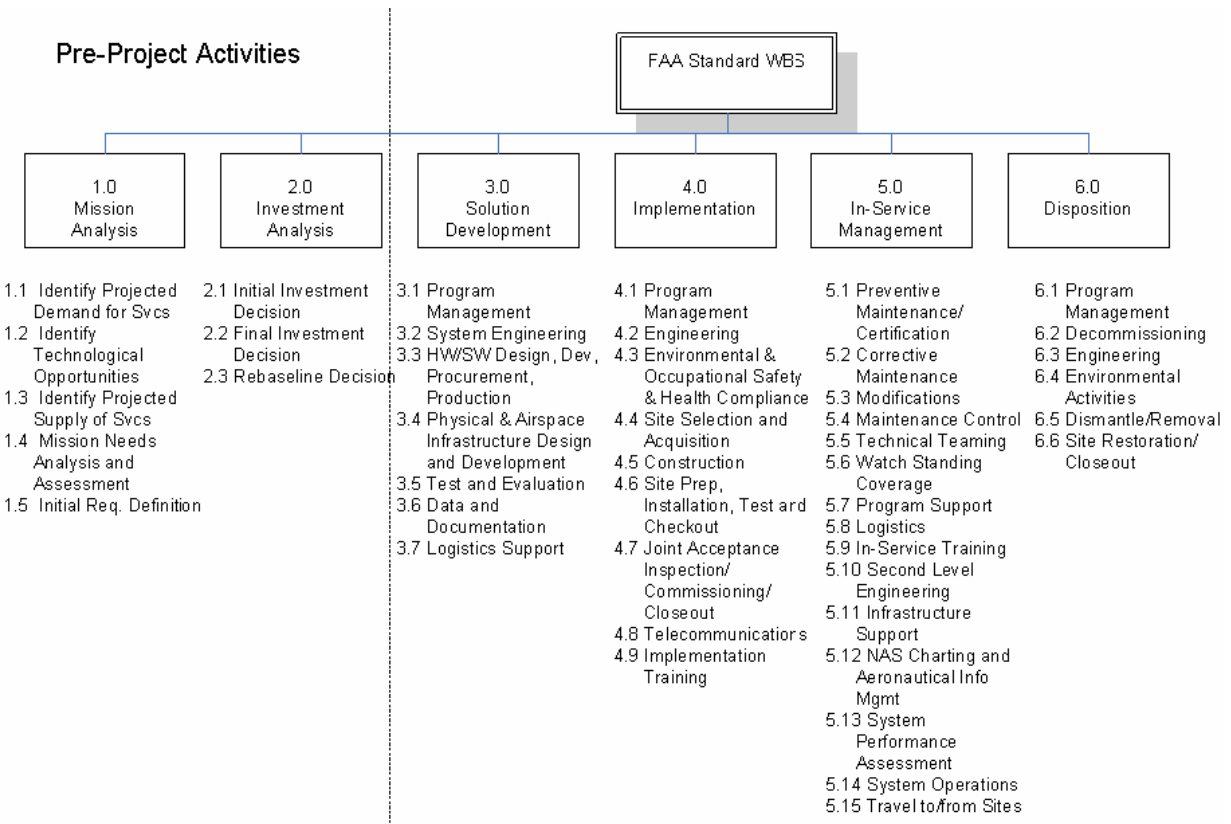 Pre-Project Activities
FAA Standard WBS
1.0
Mission
Analysis
2.0
Investment
Analysis
3.0
Solution
Development
4.0
Implementation
5.0
In-Service
Management
6.0
Disposition
1.1 Identify Projected
Demand for Svcs
1.2 Identify
Technological
Opportunities
1.3 Identify Projected
Supply of Svcs
1.4 Mission Needs
Analysis and
Assessment
1.5 Initial Req. Definition
2.1 Initial Investment
Decision
2.2 Final Investment
Decision
2.3 Rebaseline Decision
3.1 Program
Management
3.2 System Engineering
3.3 HW/SW Design, Dev,
Procurement,
Production
3.4 Physical & Airspace
Infrastructure Design
and Development
3.5 Test and Evaluation
3.6 Data and
Documentation
3.7 Logistics Support
4.1 Program
Management
4.2 Engineering
4.3 Environmental &
Occupational Safety
& Health Compliance
4.4 Site Selection and
Acquisition
4.5 Construction
4.6 Site Prep,
Installation, Test and
Checkout
4.7 Joint Acceptance
Inspection/
Commissioning/
Closeout
4.8 Telecommunications
4.9 Implementation
Training
5.1 Preventive
Maintenance/
Certification
5.2 Corrective
Maintenance
5.3 Modifications
5.4 Maintenance Control
5.5 Technical Teaming
5.6 Watch Standing
Coverage
5.7 Program Support
5.8 Logistics
5.9 In-Service Training
5.10 Second Level
Engineering
5.11 Infrastructure
Support
5.12 NAS Charting and
Aeronautical Info
Mgmt
5.13 System
Performance
Assessment
5.14 System Operations
5.15 Travel to/from Sites
6.1 Program
Management
6.2 Decommissioning
6.3 Engineering
6.4 Environmental
Activities
6.5 Dismantle/Removal
6.6 Site Restoration/
Closeout